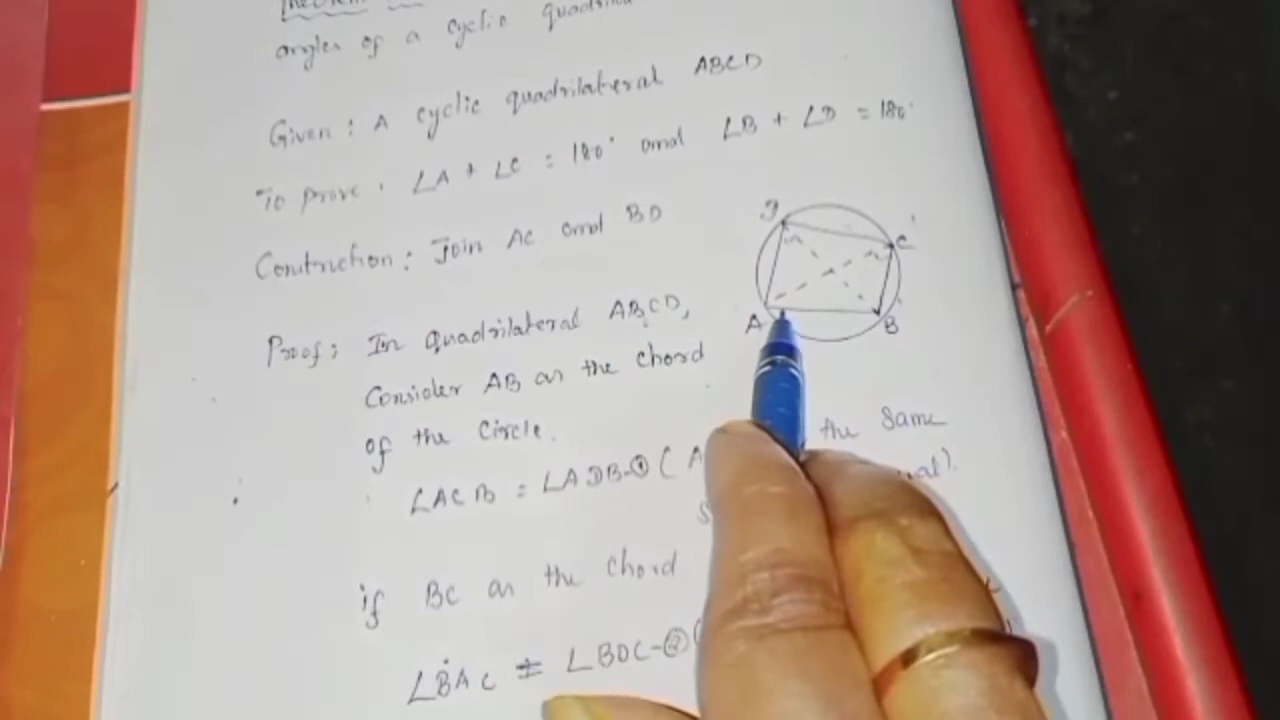 Theorem
angles of a cyclic
Given : A cyclic quadrilateral ABCD
To prove : ∠A + ∠C = 180° and ∠B + ∠D = 180°
Contruction : Join AC and BD
D
C
A
B
Proof : In quadrilateral ABCD,
Consider AB as the chord
of the circle.
∠ACB = ∠ADB-① ( the same
if BC as the chord
∠BAC = ∠BDC-②(